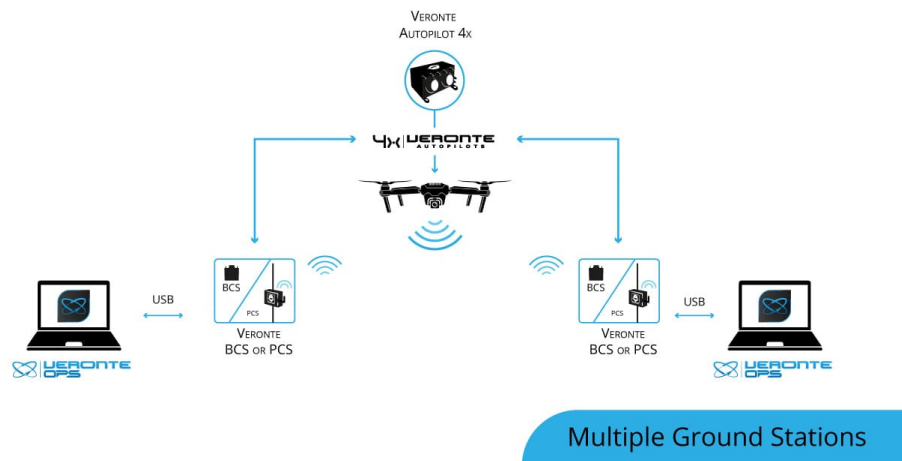 Veronte
Autopilot 4x
4x VERONTE
AUTOPILOTS
BCS
PCS
BCS
PCS
USB
USB
Veronte
BCS or PCS
Veronte
BCS or PCS
VERONTE
OPS
VERONTE
OPS
Multiple Ground Stations